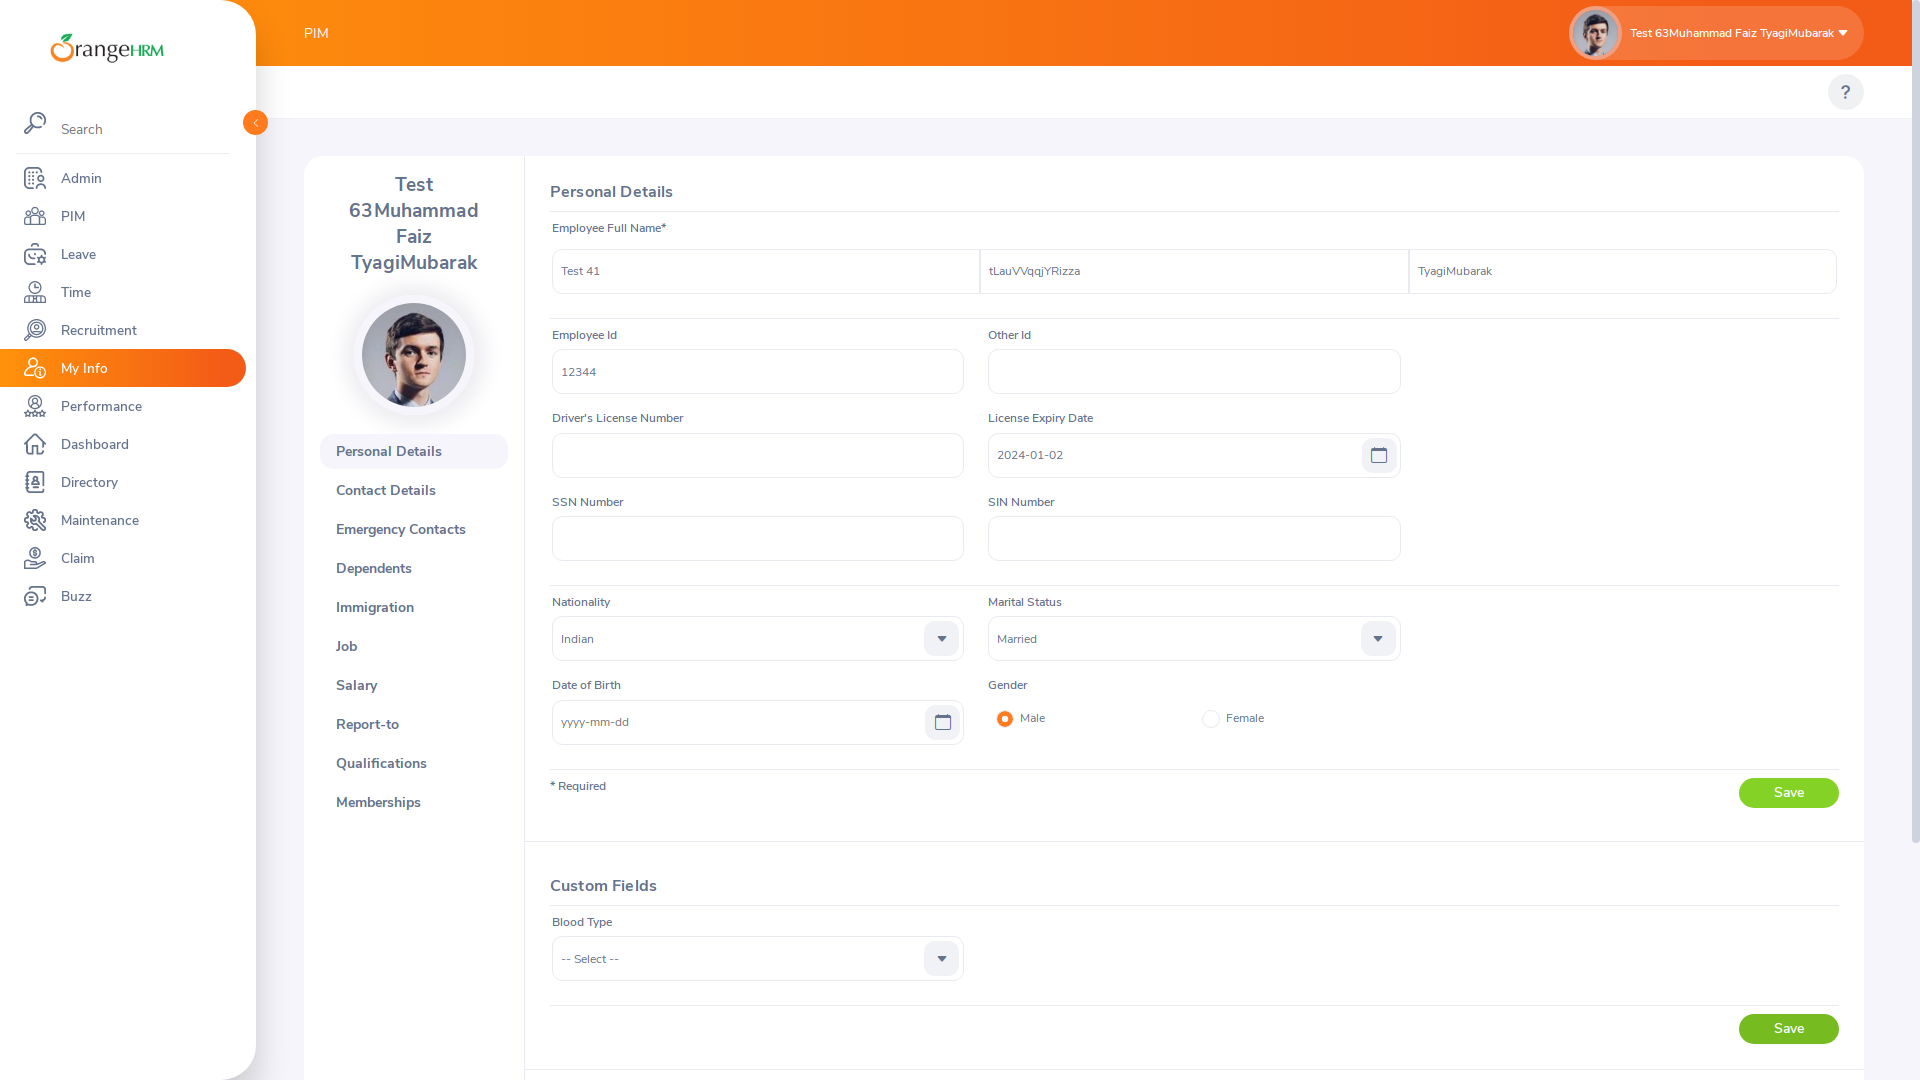 OrangeHRM
Search
Admin
PIM
Leave
Time
Recruitment
My Info
Performance
Dashboard
Directory
Maintenance
Claim
Buzz
PIM
Test 63Muhammad Faiz TyagiMubarak
?
Test
63Muhammad
Faiz
TyagiMubarak
Personal Details
Contact Details
Emergency Contacts
Dependents
Immigration
Job
Salary
Report-to
Qualifications
Memberships
Personal Details
Employee Full Name*
Test 41 tLauVVqqjYRizza TyagiMubarak
Employee Id Other Id
12344
Driver's License Number License Expiry Date
2024-01-02
SSN Number SIN Number
Nationality Marital Status
Indian Married
Date of Birth Gender
yyyy-mm-dd Male Female
* Required Save
Custom Fields
Blood Type
-- Select --
Save